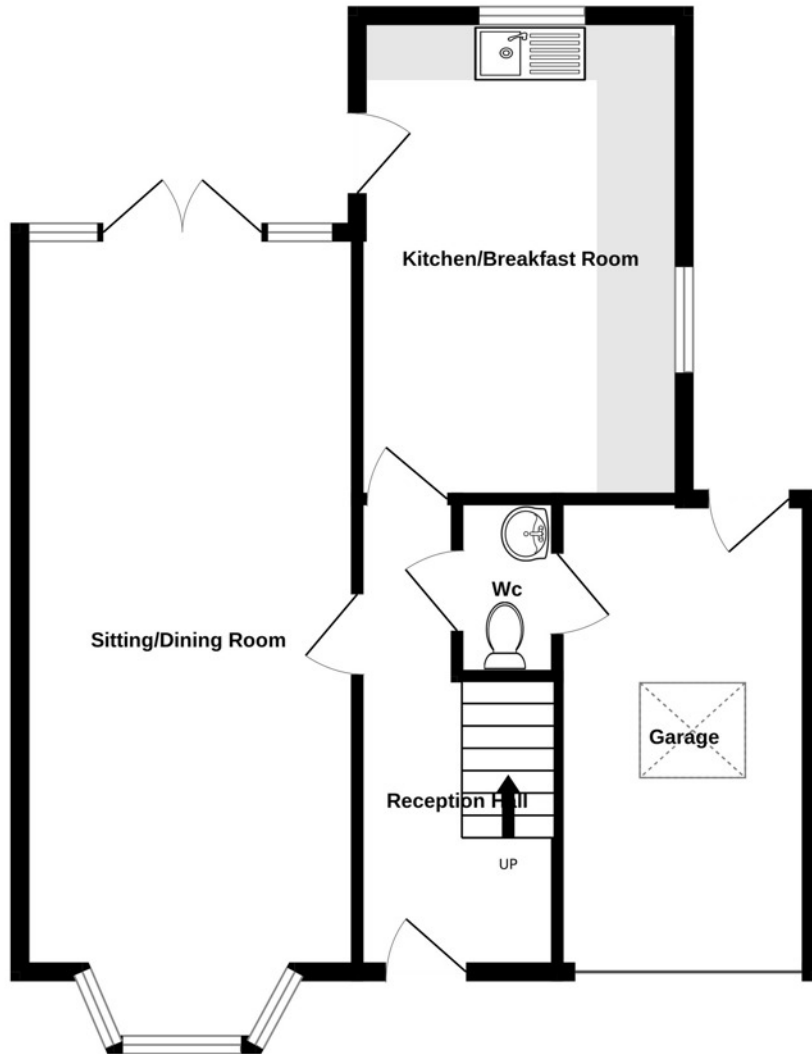 Kitchen/Breakfast Room
Wc
Sitting/Dining Room
Garage
Reception Hall
UP